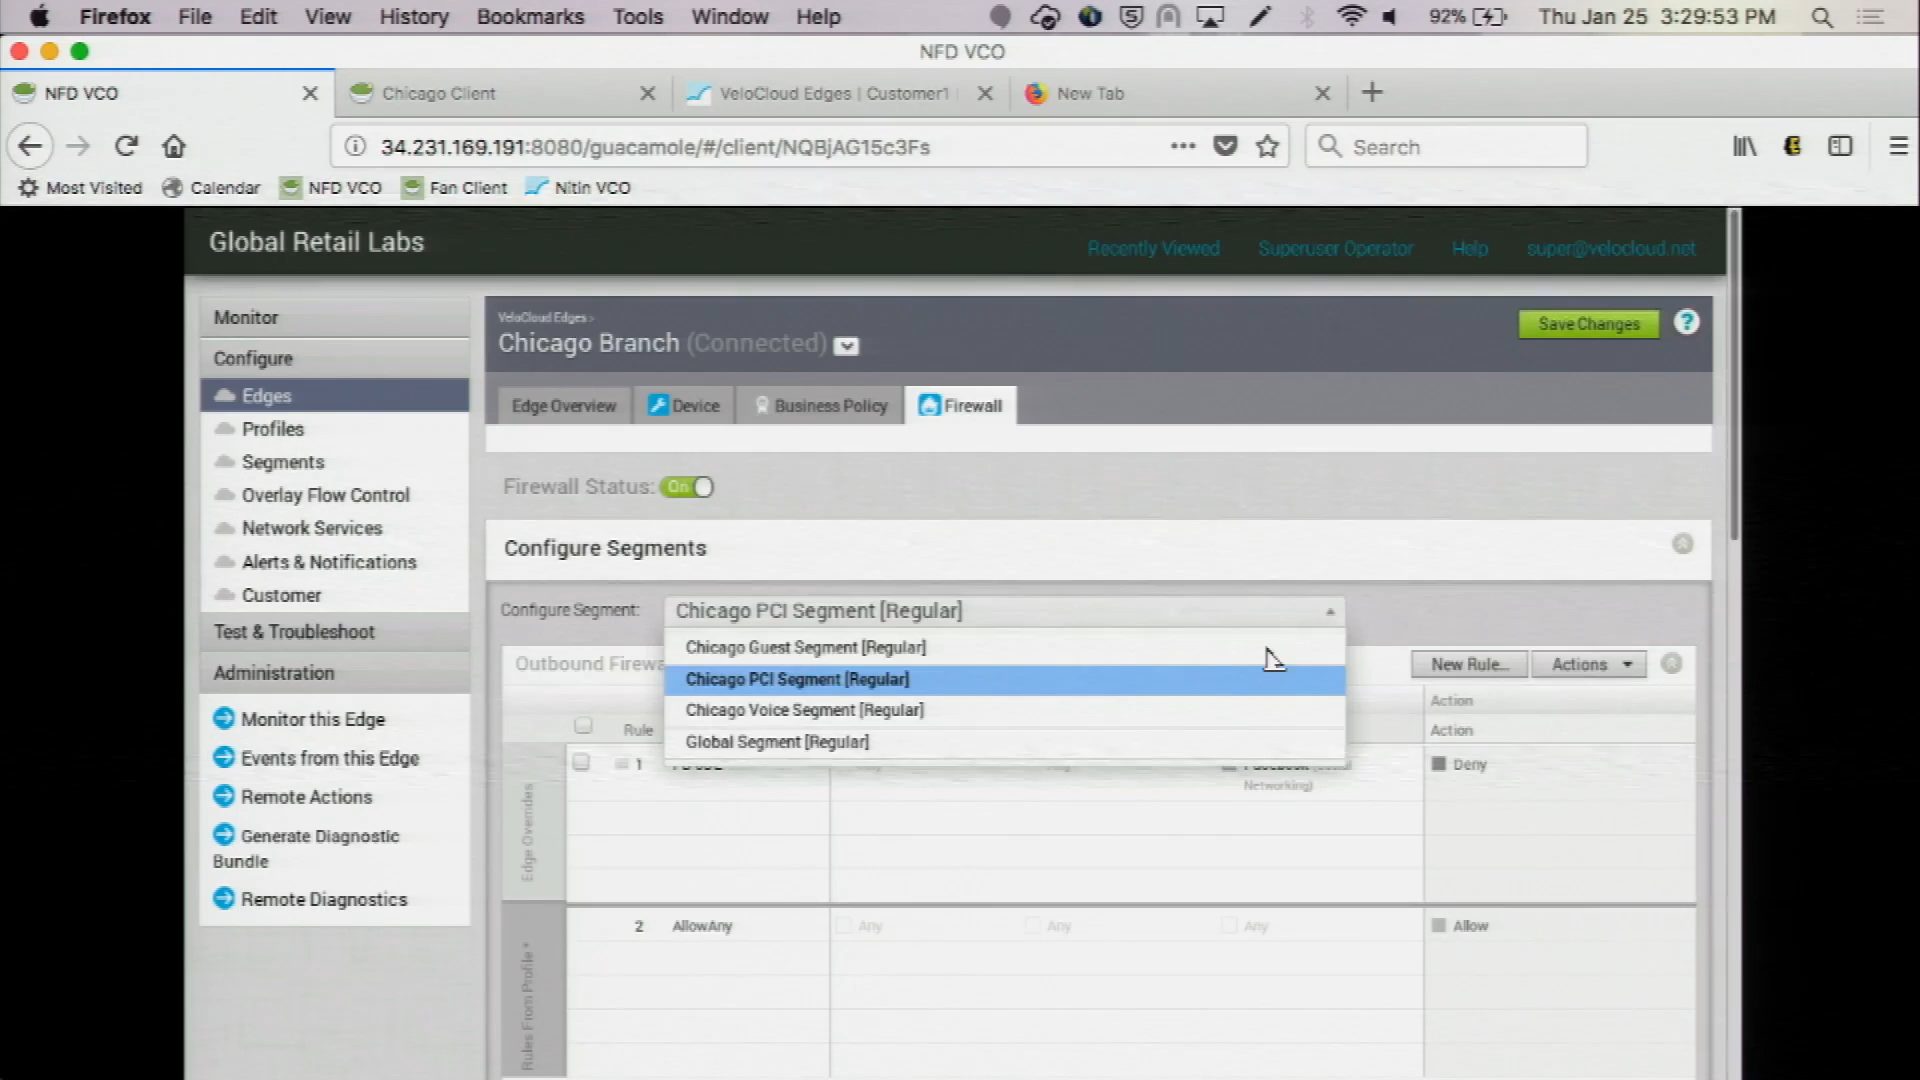 Firefox File Edit View History Bookmarks Tools Window Help 92% Thu Jan 25 3:29:53 PM
NFD VCO
NFD VCO Chicago Client VeloCloud Edges | Customer1 New Tab
34.231.169.191:8080/guacamole/#/client/NQBjAG15c3Fs Search
Most Visited Calendar NFD VCO Fan Client Nitin VCO
Global Retail Labs Recently Viewed Superuser Operator Help super@velocloud.net
Monitor
Configure
Edges
Profiles
Segments
Overlay Flow Control
Network Services
Alerts & Notifications
Customer
Test & Troubleshoot
Administration
Monitor this Edge
Events from this Edge
Remote Actions
Generate Diagnostic
Bundle
Remote Diagnostics
VeloCloud Edges >
Chicago Branch (Connected) Save Changes ?
Edge Overview Device Business Policy Firewall
Firewall Status: On
Configure Segments
Configure Segment: Chicago PCI Segment [Regular]
Chicago Guest Segment [Regular]
Chicago PCI Segment [Regular]
Chicago Voice Segment [Regular]
Global Segment [Regular]
Outbound Firewa New Rule... Actions
Action
Rule Action
Edge Overrides
1 Facebook Deny
Networking)
Rules From Profile *
2 AllowAny Any Any Any Allow